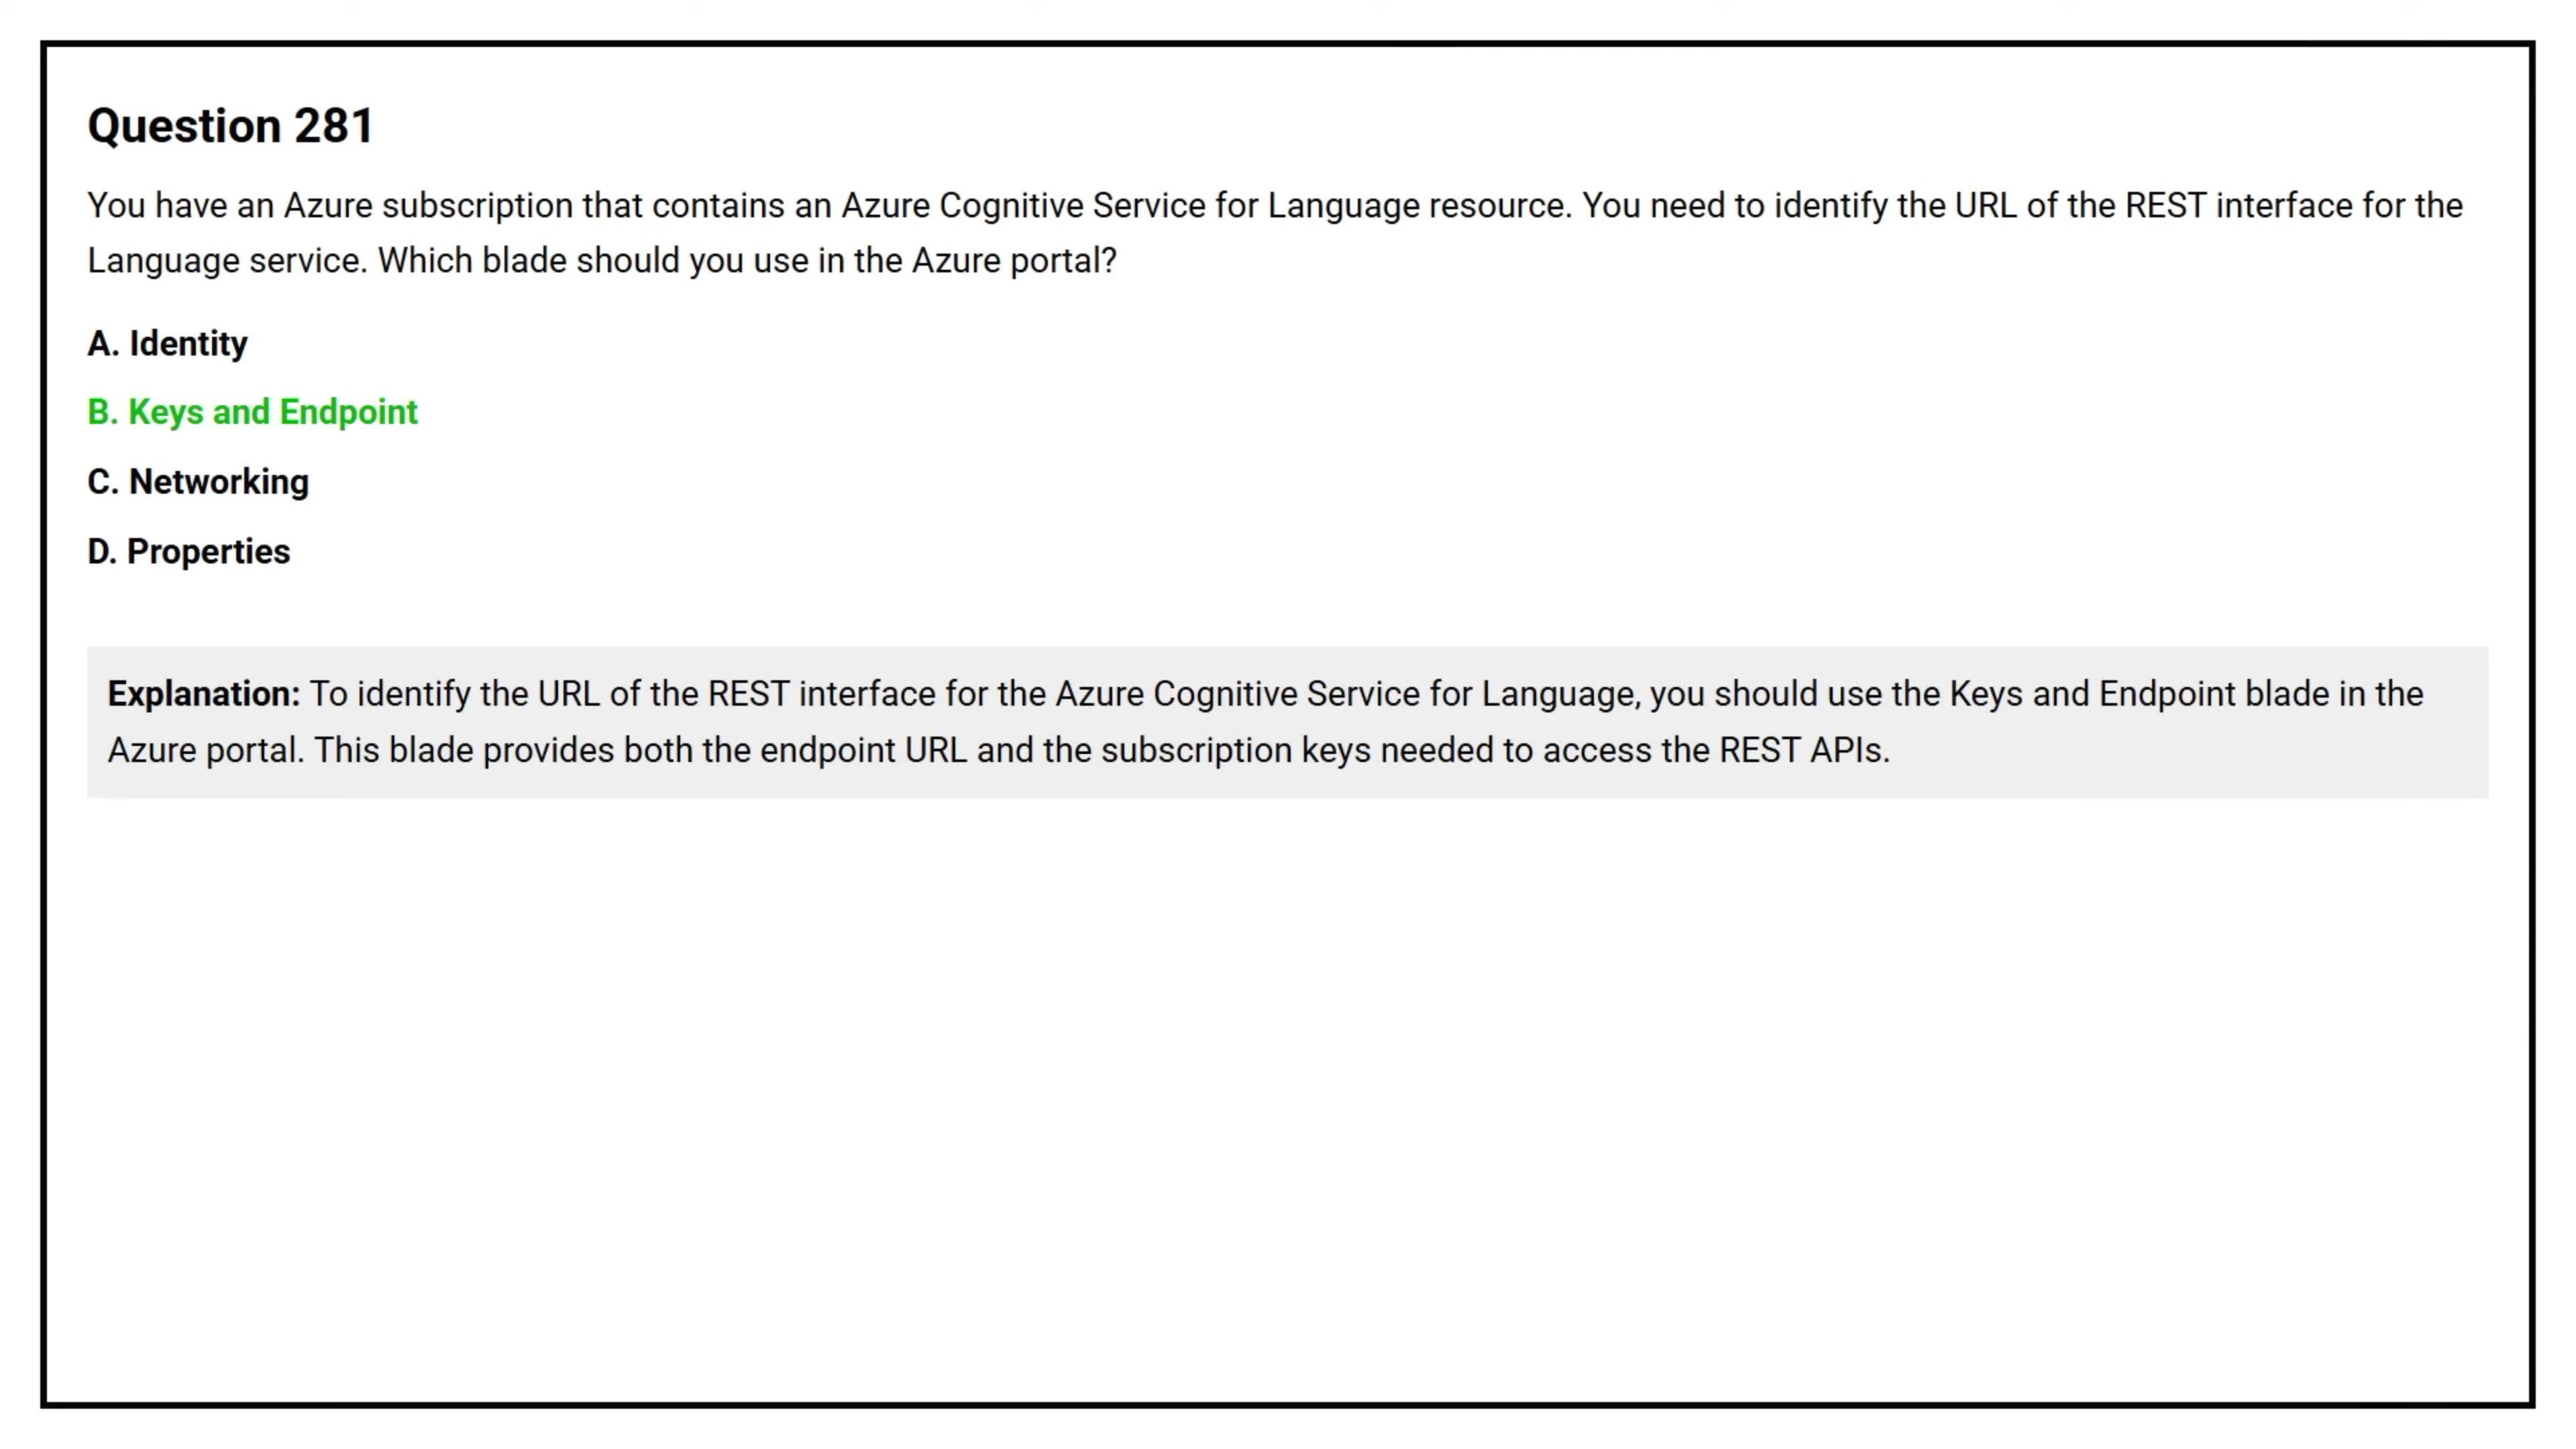 Question 281
You have an Azure subscription that contains an Azure Cognitive Service for Language resource. You need to identify the URL of the REST interface for the
Language service. Which blade should you use in the Azure portal?
A. Identity
B. Keys and Endpoint
C. Networking
D. Properties
Explanation: To identify the URL of the REST interface for the Azure Cognitive Service for Language, you should use the Keys and Endpoint blade in the
Azure portal. This blade provides both the endpoint URL and the subscription keys needed to access the REST APIs.